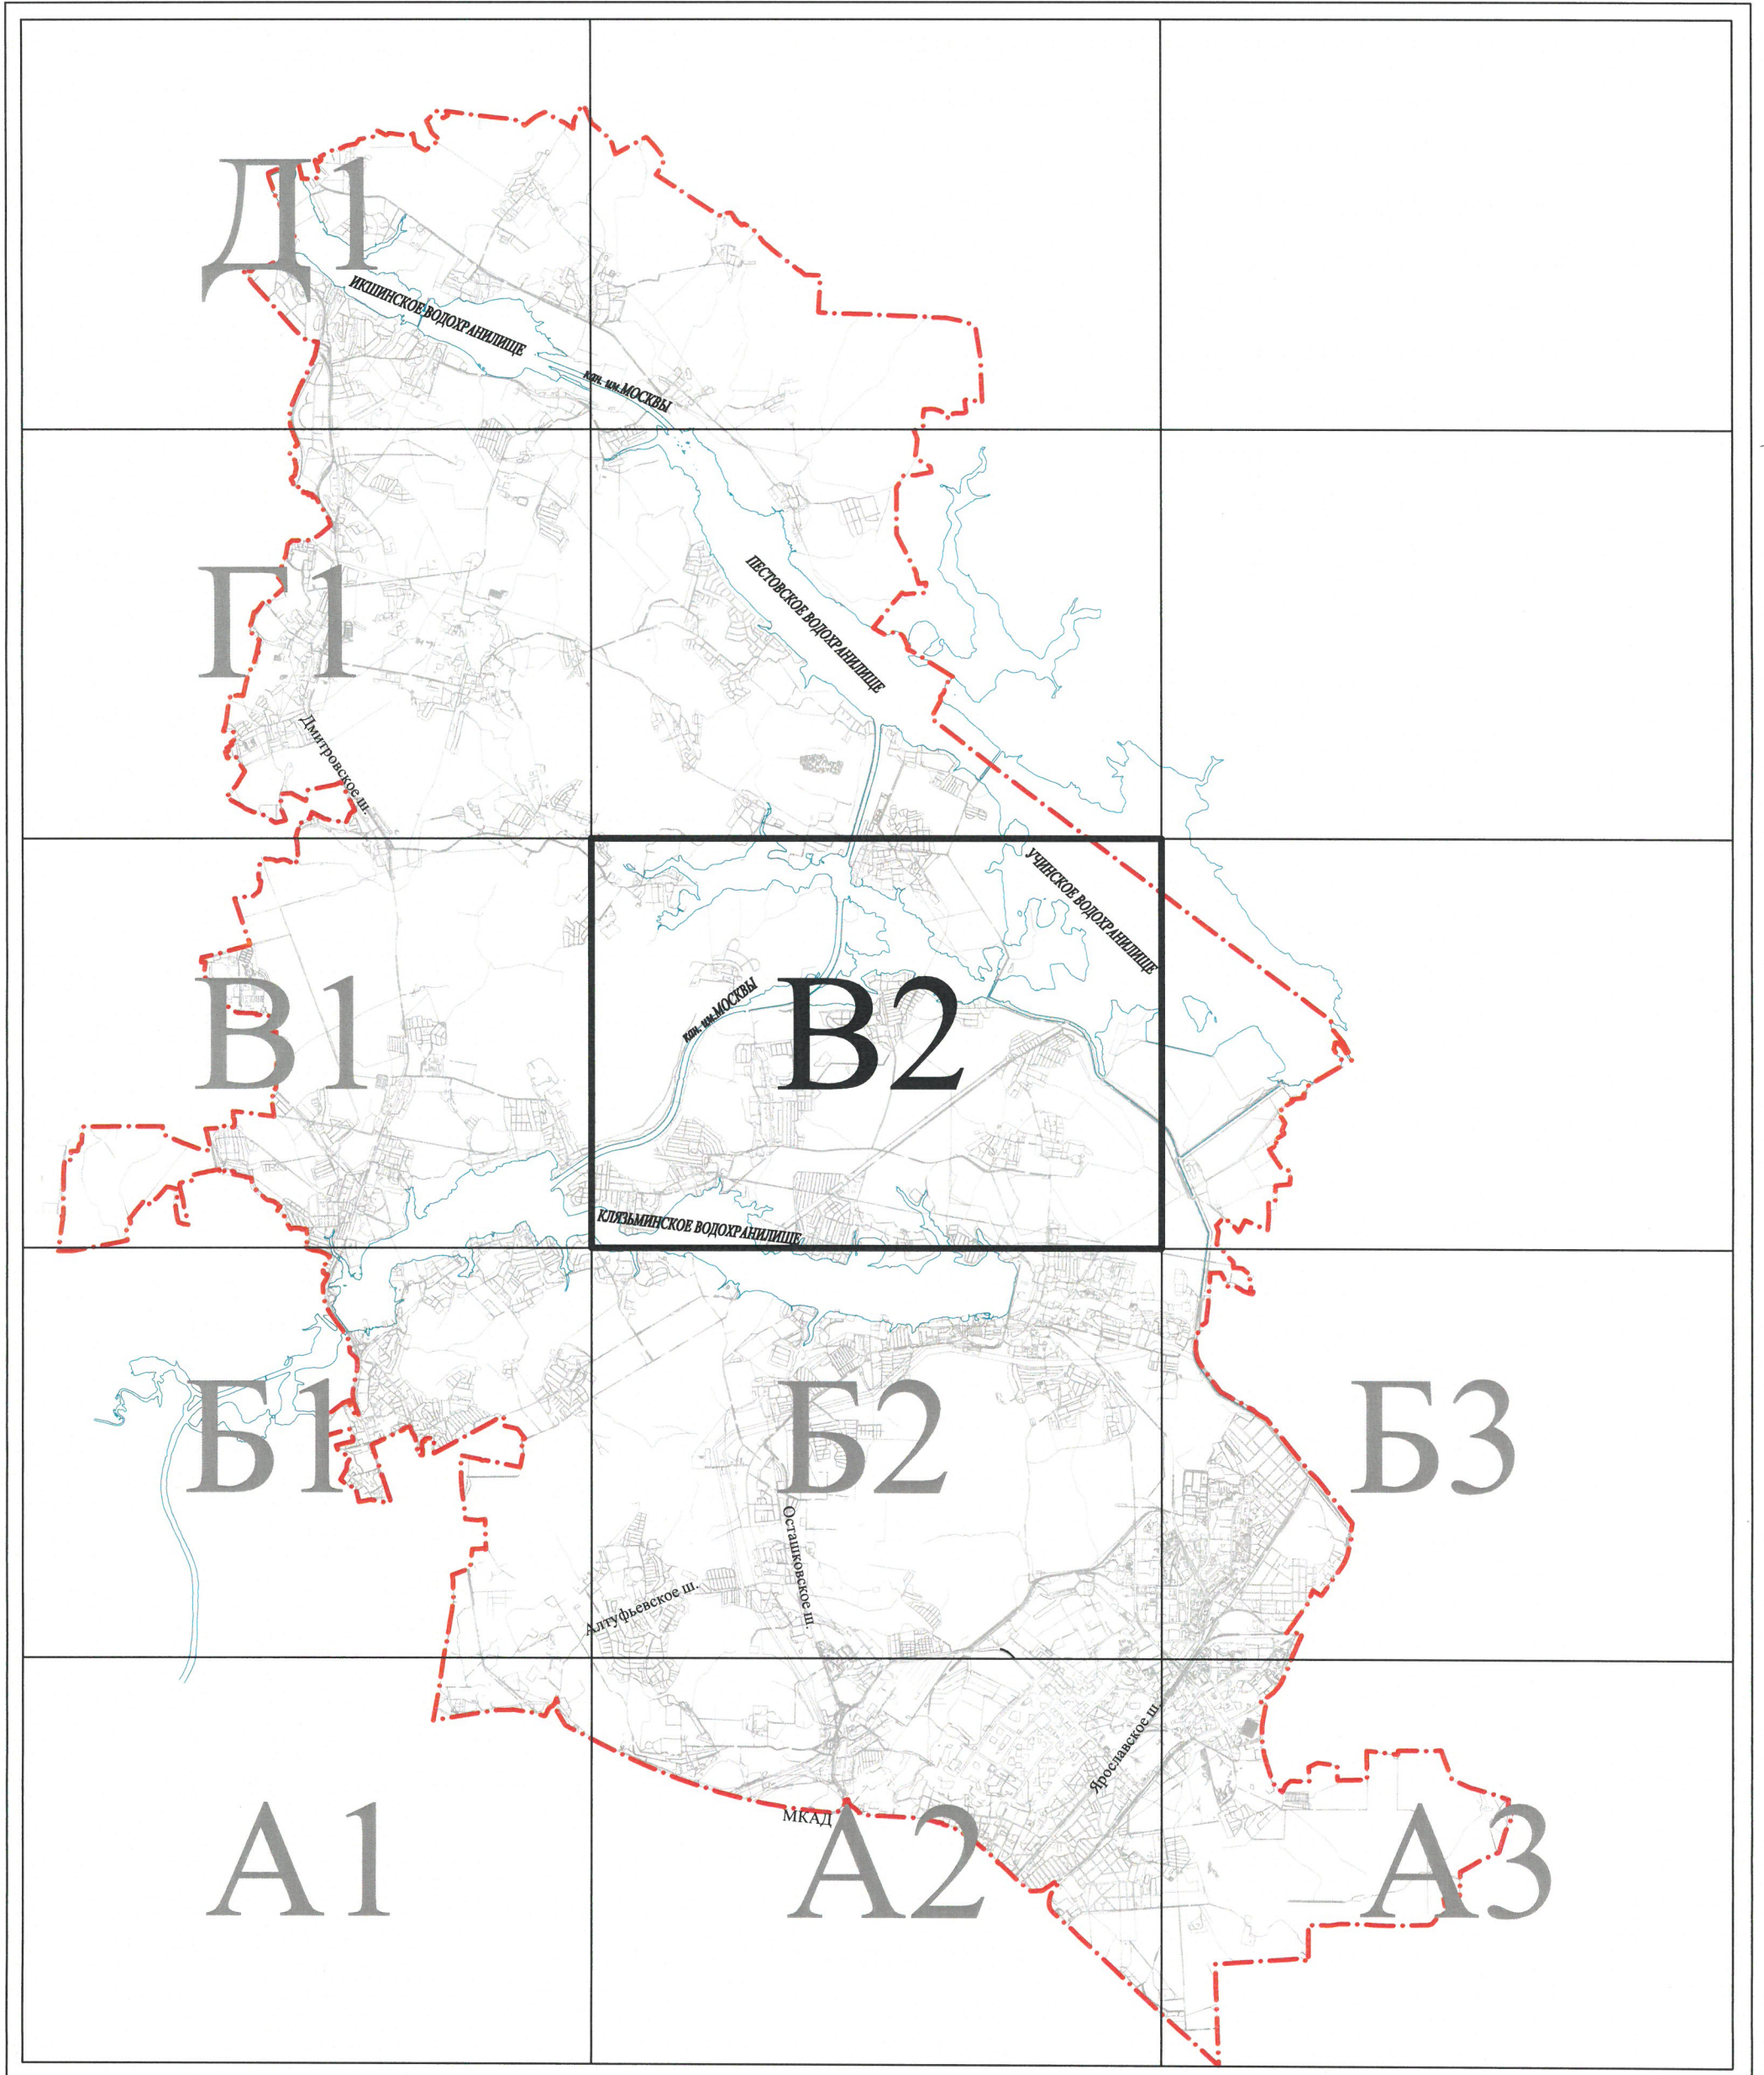 Д1
ИКШИНСКОЕ ВОДОХРАНИЛИЩЕ
кан. им.МОСКВЫ
Г1
ПЕСТОВСКОЕ ВОДОХРАНИЛИЩЕ
Дмитровское ш.
УЧИНСКОЕ ВОДОХРАНИЛИЩЕ
В1
кан. им.МОСКВЫ
В2
КЛЯЗЬМИНСКОЕ ВОДОХРАНИЛИЩЕ
Б1
Б2
Б3
Осташковское ш.
Алтуфьевское ш.
Ярославское ш.
МКАД
А1
А2
А3